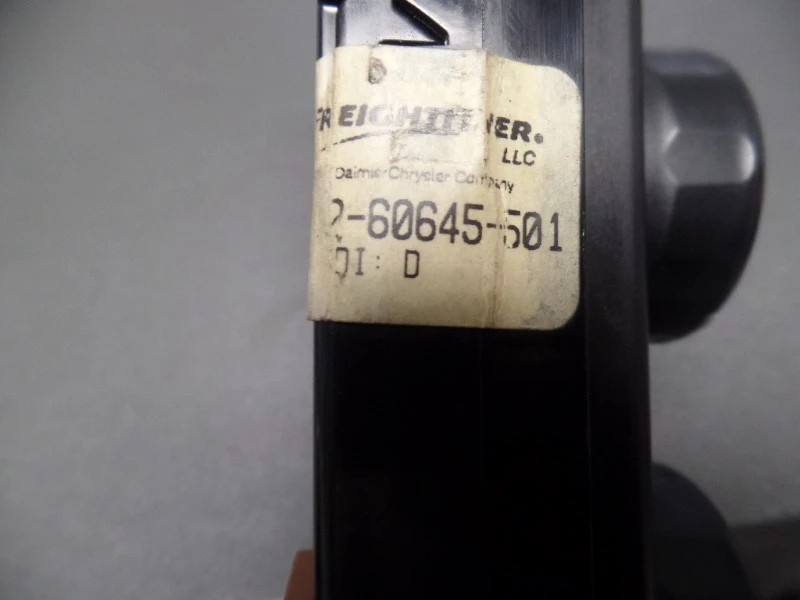 FREIGHTLINER.
LLC
DaimlerChrysler Company
2-60645-501
DI: D